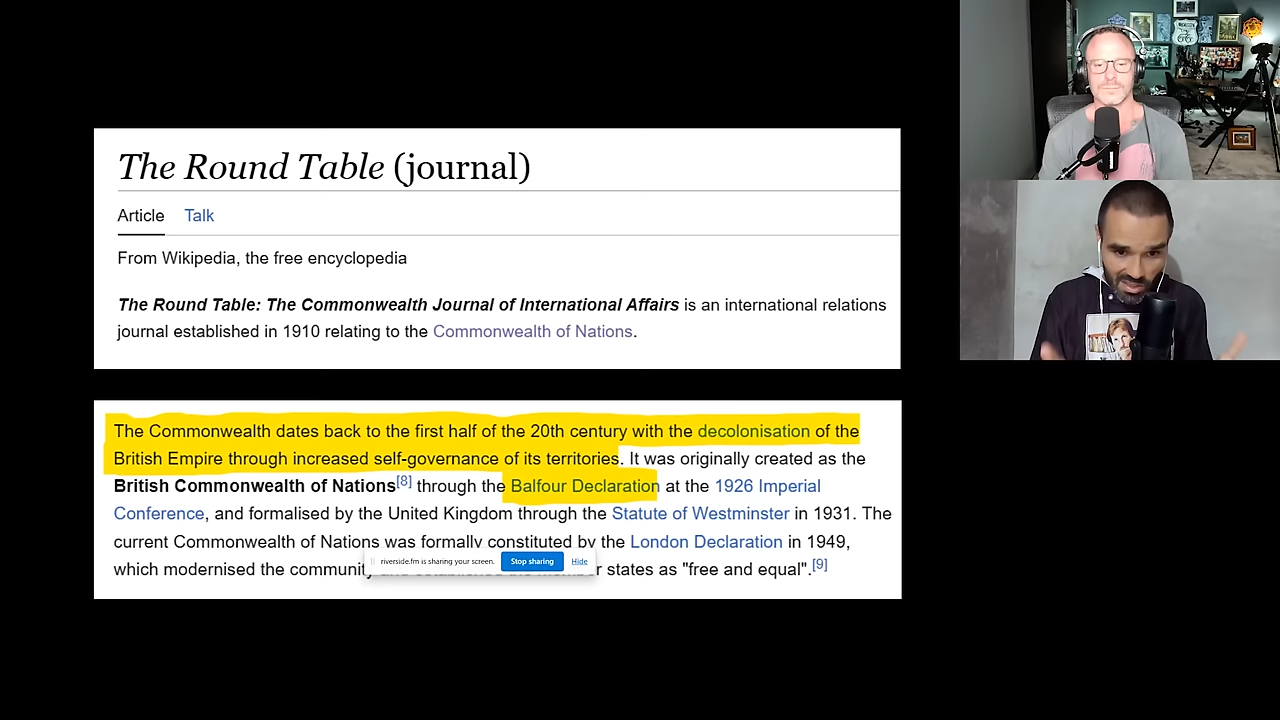 The Round Table (journal)
Article Talk
From Wikipedia, the free encyclopedia
The Round Table: The Commonwealth Journal of International Affairs is an international relations
journal established in 1910 relating to the Commonwealth of Nations.
The Commonwealth dates back to the first half of the 20th century with the decolonisation of the
British Empire through increased self-governance of its territories. It was originally created as the
British Commonwealth of Nations[8] through the Balfour Declaration at the 1926 Imperial
Conference, and formalised by the United Kingdom through the Statute of Westminster in 1931. The
current Commonwealth of Nations was formally constituted by the London Declaration in 1949,
riverside.fm is sharing your screen. Stop sharing Hide
which modernised the community and established the member states as "free and equal".[9]